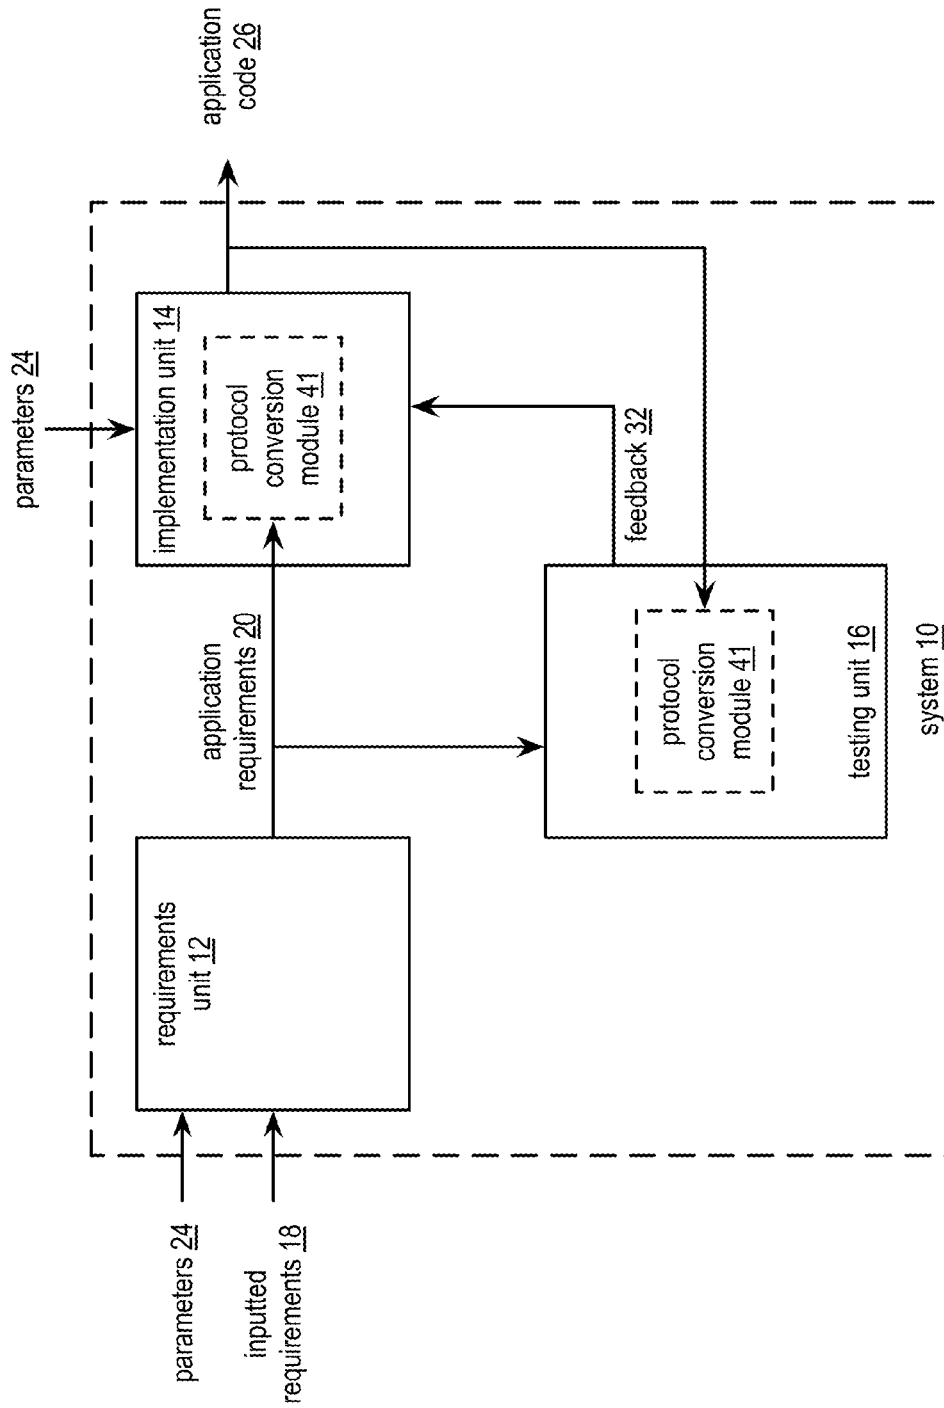 parameters 24
inputted
requirements 18
requirements
unit 12
application
requirements 20
parameters 24
implementation unit 14
protocol
conversion
module 41
application
code 26
feedback 32
protocol
conversion
module 41
testing unit 16
system 10